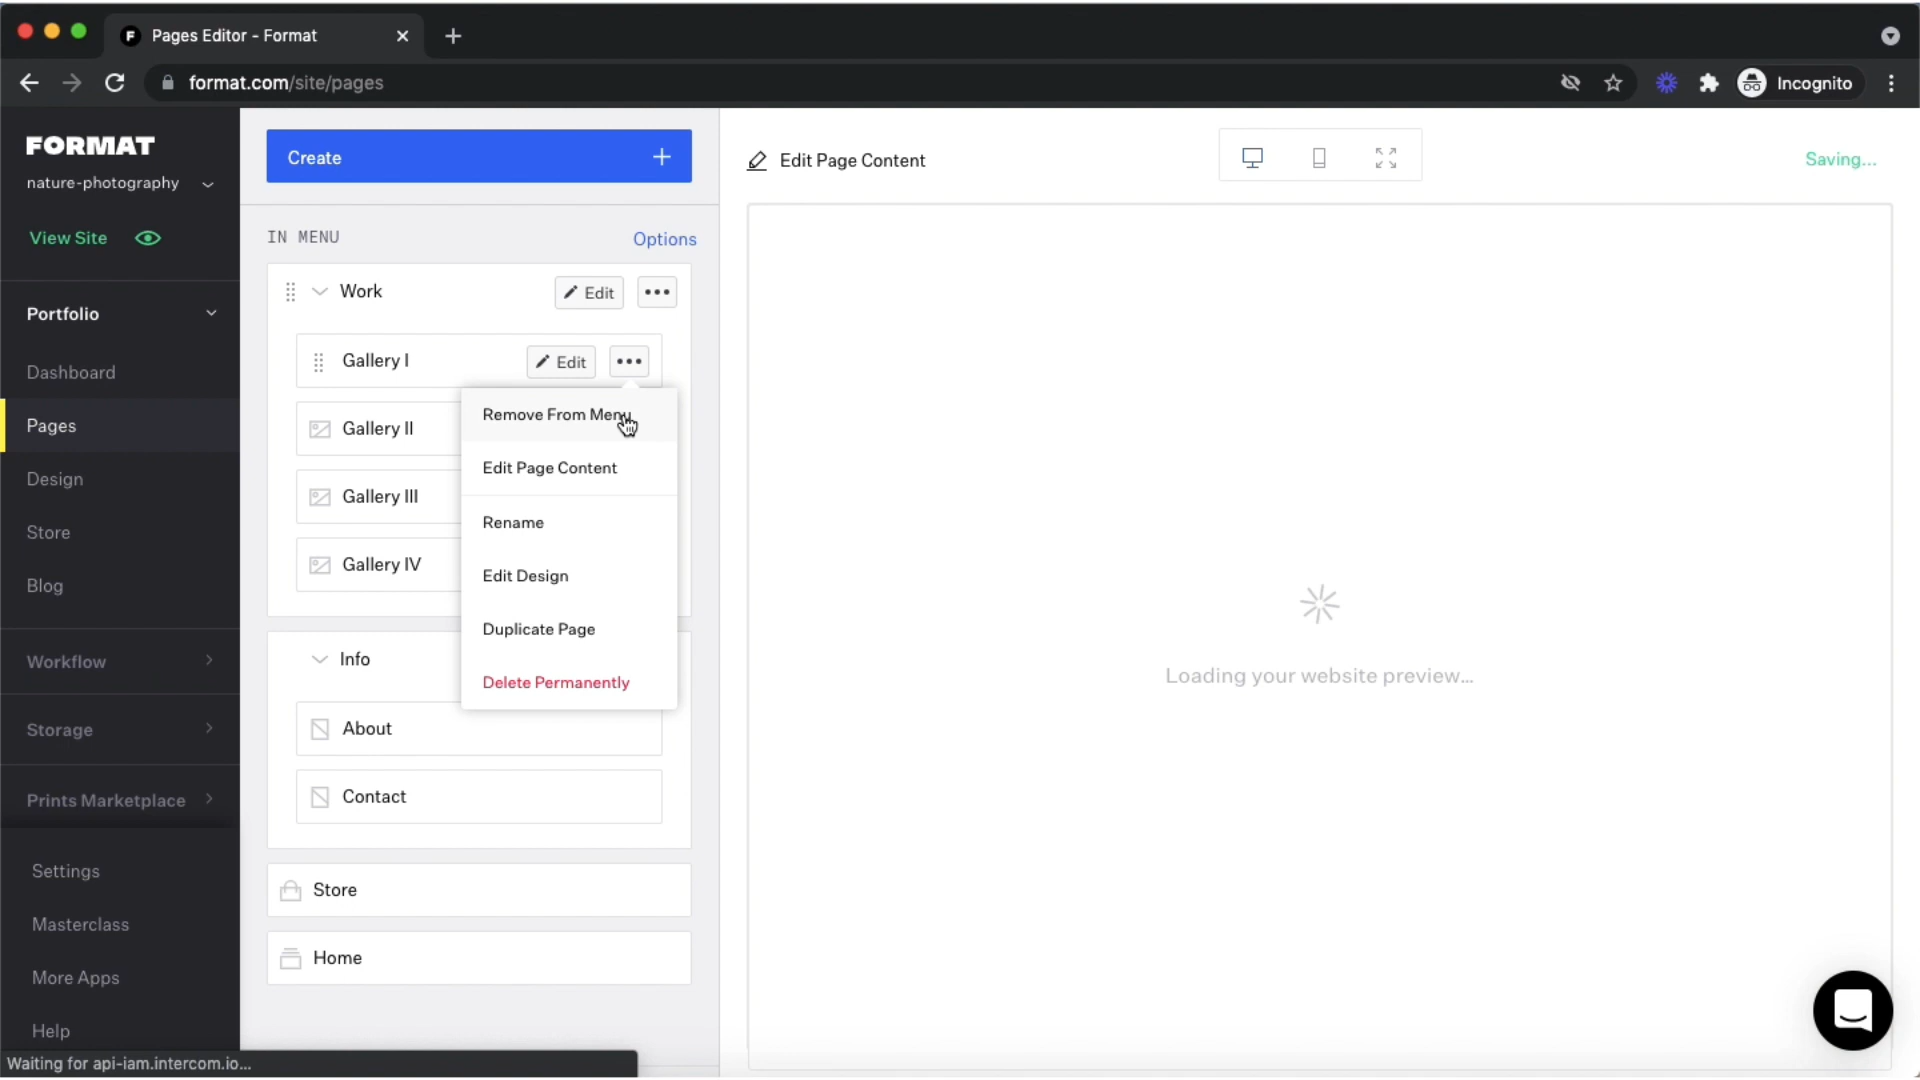 Pages Editor - Format
format.com/site/pages
Incognito
FORMAT
nature-photography
View Site
Portfolio
Dashboard
Pages
Design
Store
Blog
Workflow
Storage
Prints Marketplace
Settings
Masterclass
More Apps
Help
Waiting for api-iam.intercom.io...
Create
IN MENU
Options
Work
Edit
Gallery I
Edit
Gallery II
Gallery III
Gallery IV
Remove From Menu
Edit Page Content
Rename
Edit Design
Duplicate Page
Delete Permanently
Info
About
Contact
Store
Home
Edit Page Content
Saving...
Loading your website preview...